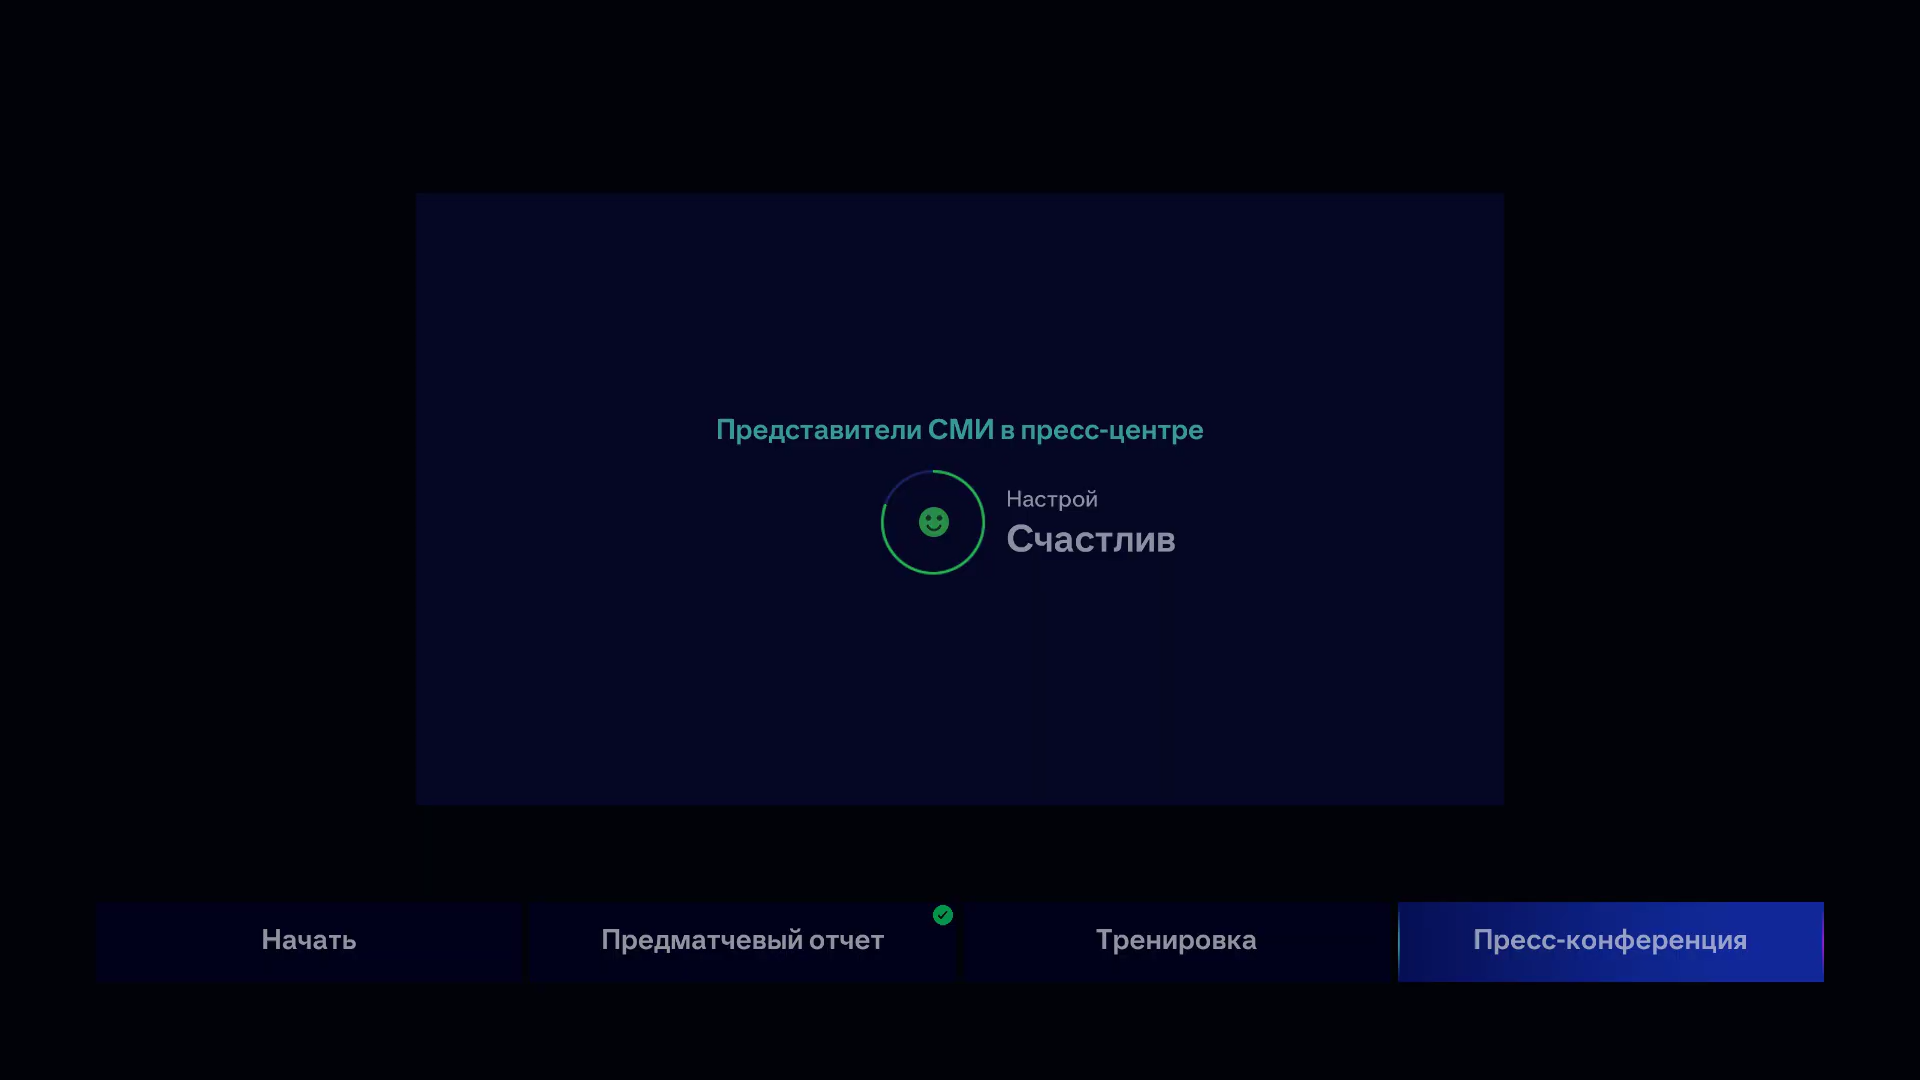 Представители СМИ в пресс-центре
Настрой
Счастлив
Начать
Предматчевый отчет
Тренировка
Пресс-конференция